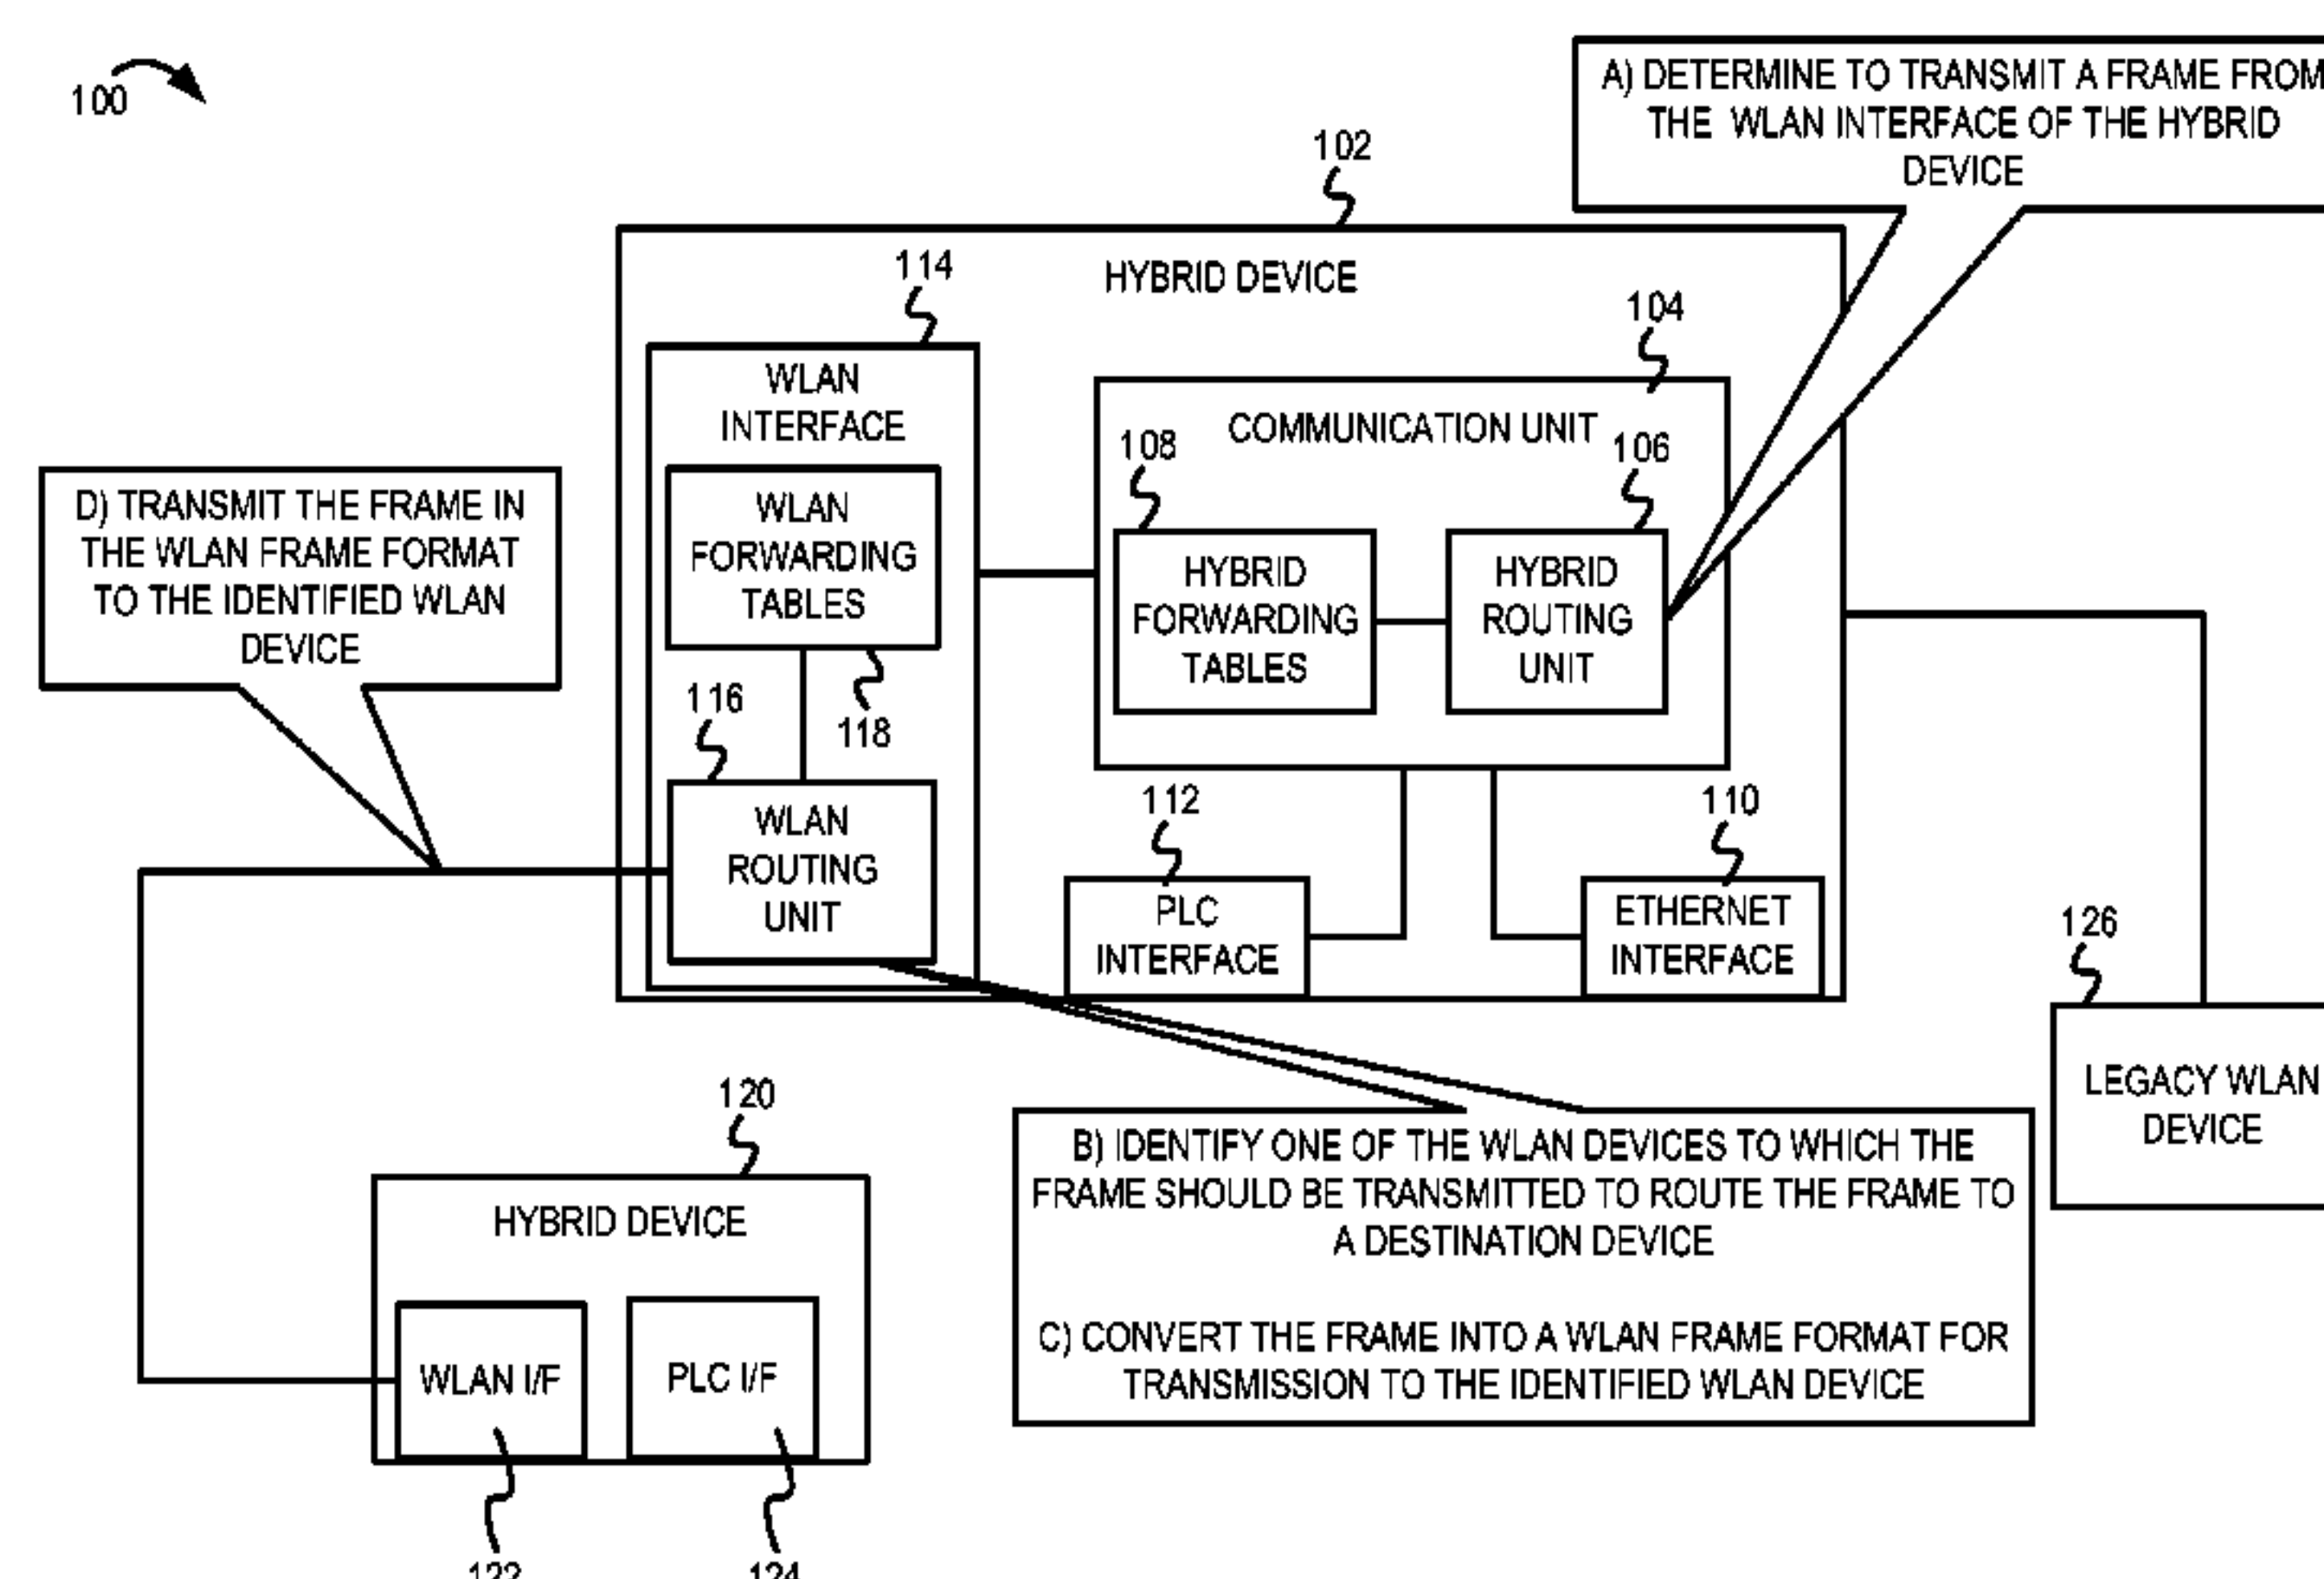 100
A) DETERMINE TO TRANSMIT A FRAME FROM
THE WLAN INTERFACE OF THE HYBRID
DEVICE
102
HYBRID DEVICE
114
WLAN
INTERFACE
WLAN
FORWARDING
TABLES
118
116
WLAN
ROUTING
UNIT
104
COMMUNICATION UNIT
108
HYBRID
FORWARDING
TABLES
106
HYBRID
ROUTING
UNIT
112
PLC
INTERFACE
110
ETHERNET
INTERFACE
D) TRANSMIT THE FRAME IN
THE WLAN FRAME FORMAT
TO THE IDENTIFIED WLAN
DEVICE
126
LEGACY WLAN
DEVICE
120
HYBRID DEVICE
WLAN I/F
PLC I/F
122
124
B) IDENTIFY ONE OF THE WLAN DEVICES TO WHICH THE
FRAME SHOULD BE TRANSMITTED TO ROUTE THE FRAME TO
A DESTINATION DEVICE
C) CONVERT THE FRAME INTO A WLAN FRAME FORMAT FOR
TRANSMISSION TO THE IDENTIFIED WLAN DEVICE